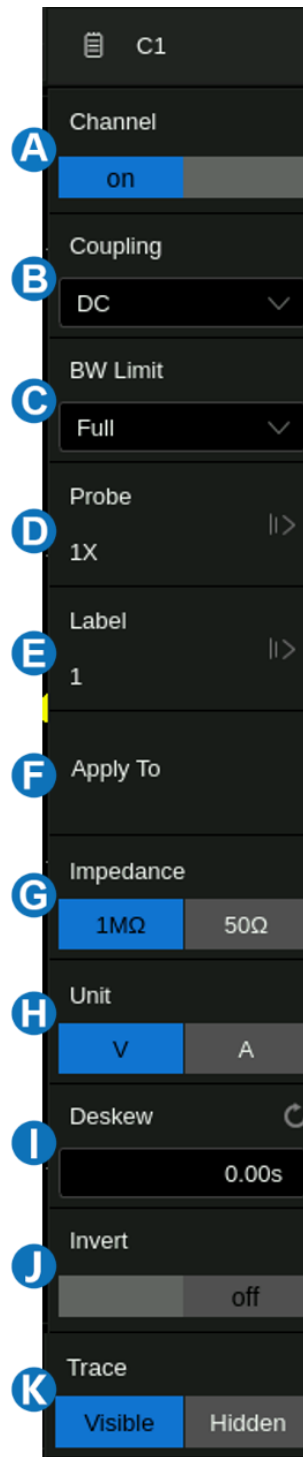 C1
A
Channel
on
B
Coupling
DC
C
BW Limit
Full
D
Probe
1X
E
Label
1
F
Apply To
G
Impedance
1MΩ 50Ω
H
Unit
V A
I
Deskew
0.00s
J
Invert
off
K
Trace
Visible Hidden